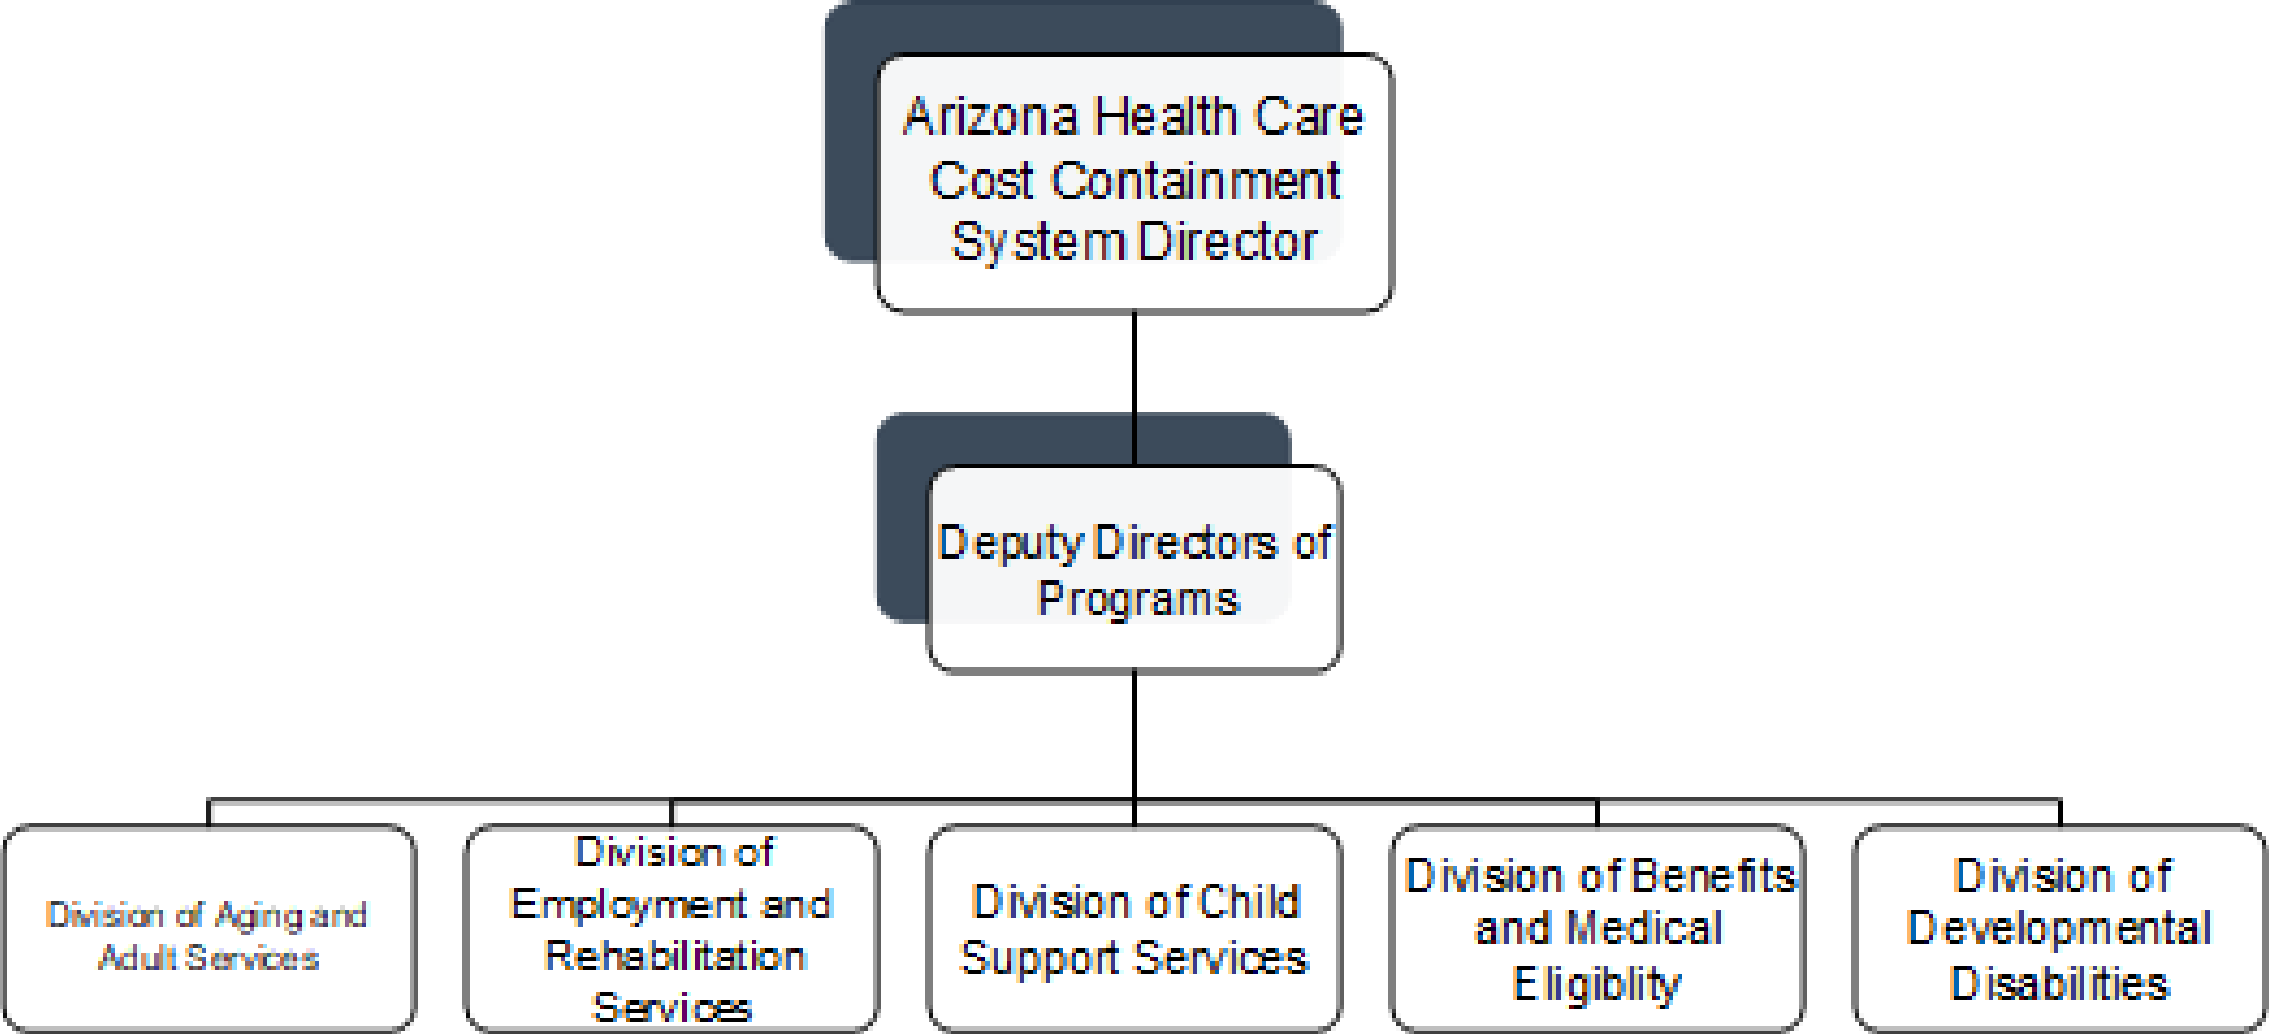 Arizona Health Care
Cost Containment
System Director
Deputy Directors of
Programs
Division of Aging and
Adult Services
Division of
Employment and
Rehabilitation
Services
Division of Child
Support Services
Division of Benefits
and Medical
Eligiblity
Division of
Developmental
Disabilities